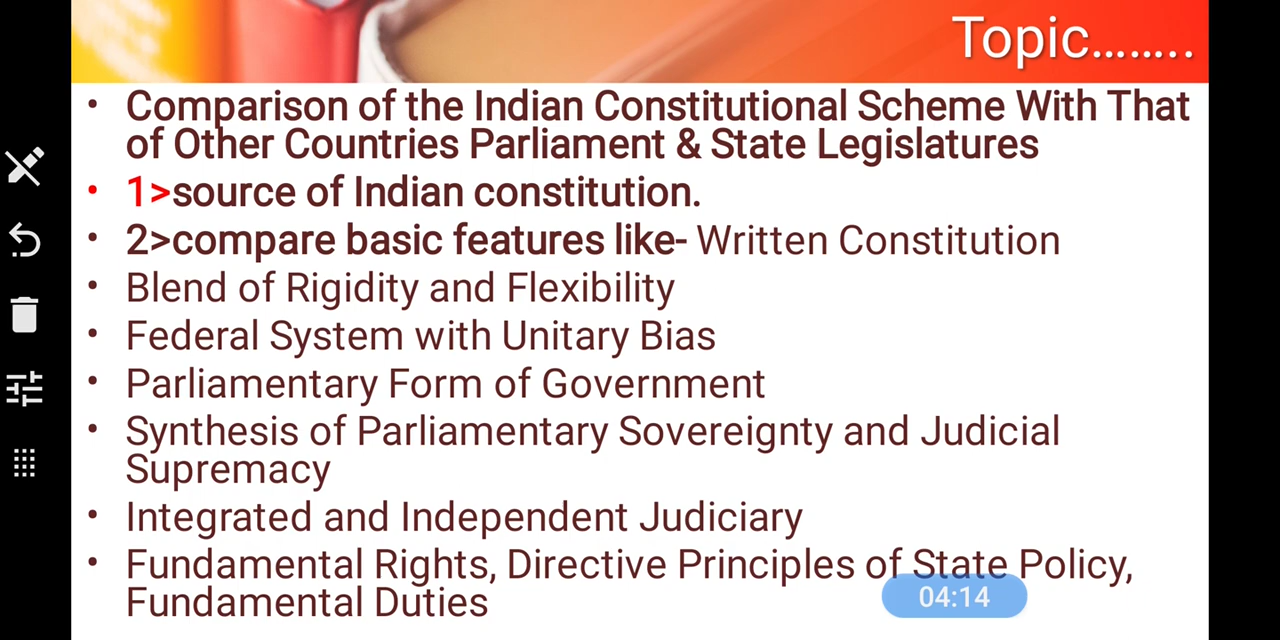 Topic........
• Comparison of the Indian Constitutional Scheme With That
of Other Countries Parliament & State Legislatures
• 1>source of Indian constitution.
• 2>compare basic features like- Written Constitution
• Blend of Rigidity and Flexibility
• Federal System with Unitary Bias
• Parliamentary Form of Government
• Synthesis of Parliamentary Sovereignty and Judicial
Supremacy
• Integrated and Independent Judiciary
• Fundamental Rights, Directive Principles of State Policy,
Fundamental Duties
04:14